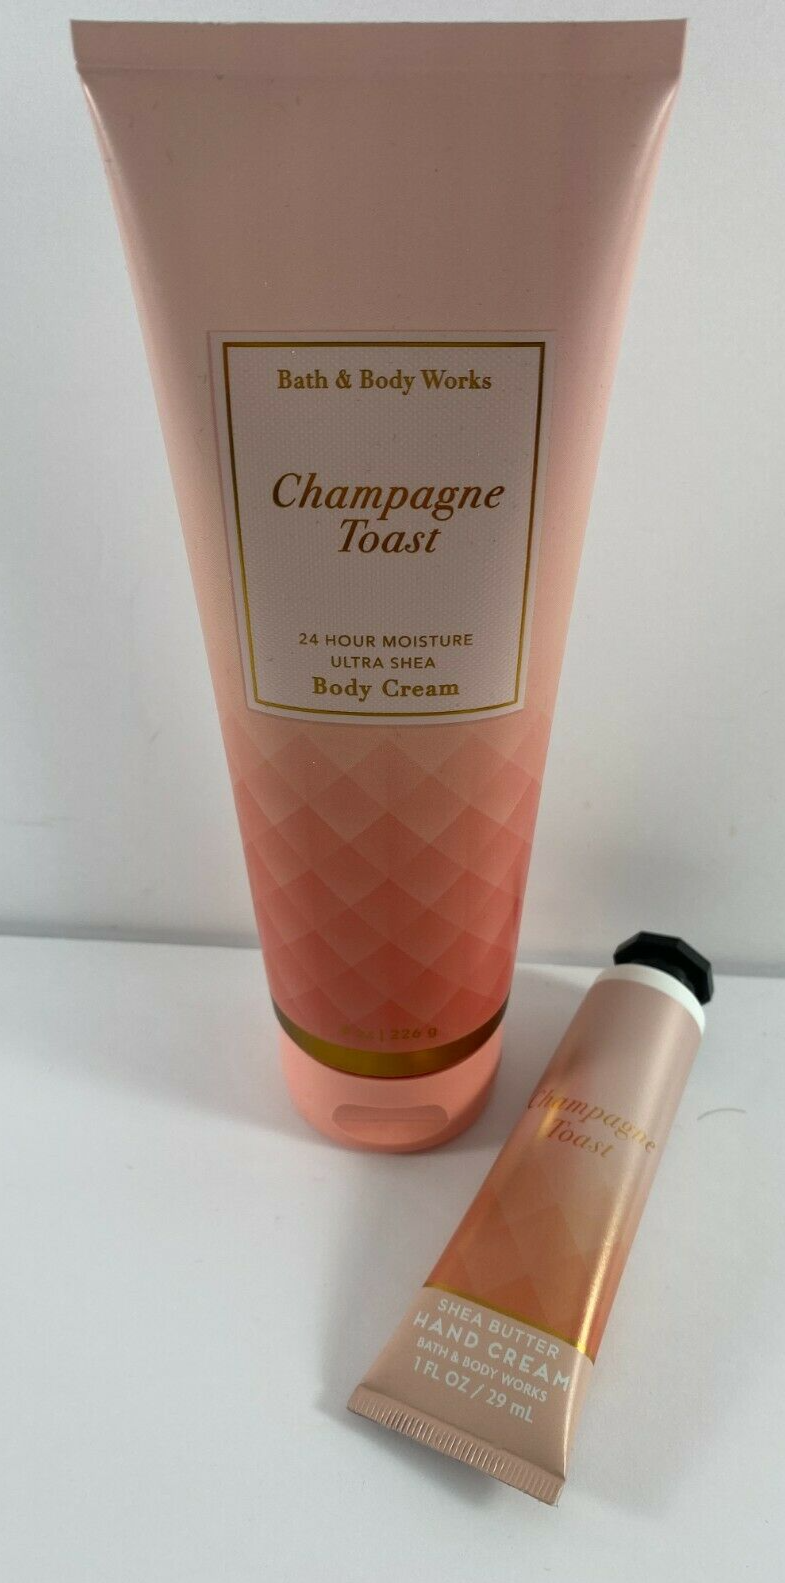 Bath & Body Works
Champagne
Toast
24 HOUR MOISTURE
ULTRA SHEA
Body Cream
226 g
Champagne
Toast
SHEA BUTTER
HAND CREAM
BATH & BODY WORKS
1 FL OZ / 29 mL